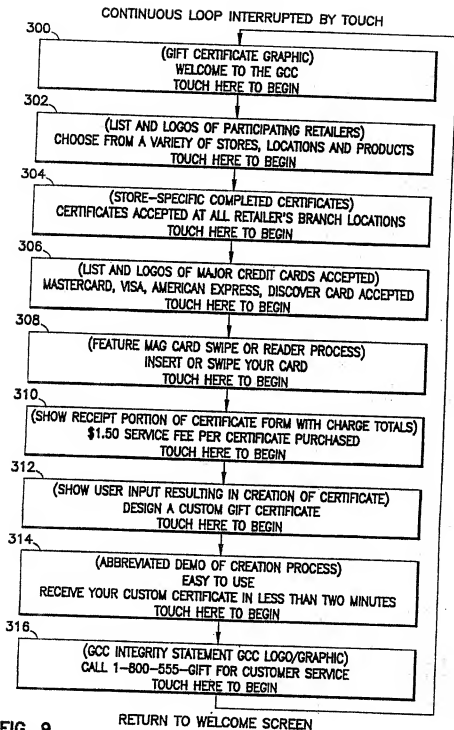 CONTINUOUS LOOP INTERRUPTED BY TOUCH
300
(GIFT CERTIFICATE GRAPHIC)
WELCOME TO THE GCC
TOUCH HERE TO BEGIN
302
(LIST AND LOGOS OF PARTICIPATING RETAILERS)
CHOOSE FROM A VARIETY OF STORES, LOCATIONS AND PRODUCTS
TOUCH HERE TO BEGIN
304
(STORE-SPECIFIC COMPLETED CERTIFICATES)
CERTIFICATES ACCEPTED AT ALL RETAILER'S BRANCH LOCATIONS
TOUCH HERE TO BEGIN
306
(LIST AND LOGOS OF MAJOR CREDIT CARDS ACCEPTED)
MASTERCARD, VISA, AMERICAN EXPRESS, DISCOVER CARD ACCEPTED
TOUCH HERE TO BEGIN
308
(FEATURE MAG CARD SWIPE OR READER PROCESS)
INSERT OR SWIPE YOUR CARD
TOUCH HERE TO BEGIN
310
(SHOW RECEIPT PORTION OF CERTIFICATE FORM WITH CHARGE TOTALS)
$1.50 SERVICE FEE PER CERTIFICATE PURCHASED
TOUCH HERE TO BEGIN
312
(SHOW USER INPUT RESULTING IN CREATION OF CERTIFICATE)
DESIGN A CUSTOM GIFT CERTIFICATE
TOUCH HERE TO BEGIN
314
(ABBREVIATED DEMO OF CREATION PROCESS)
EASY TO USE
RECEIVE YOUR CUSTOM CERTIFICATE IN LESS THAN TWO MINUTES
TOUCH HERE TO BEGIN
316
(GCC INTEGRITY STATEMENT GCC LOGO/GRAPHIC)
CALL 1-800-555-GIFT FOR CUSTOMER SERVICE
TOUCH HERE TO BEGIN
FIG. 9
RETURN TO WELCOME SCREEN